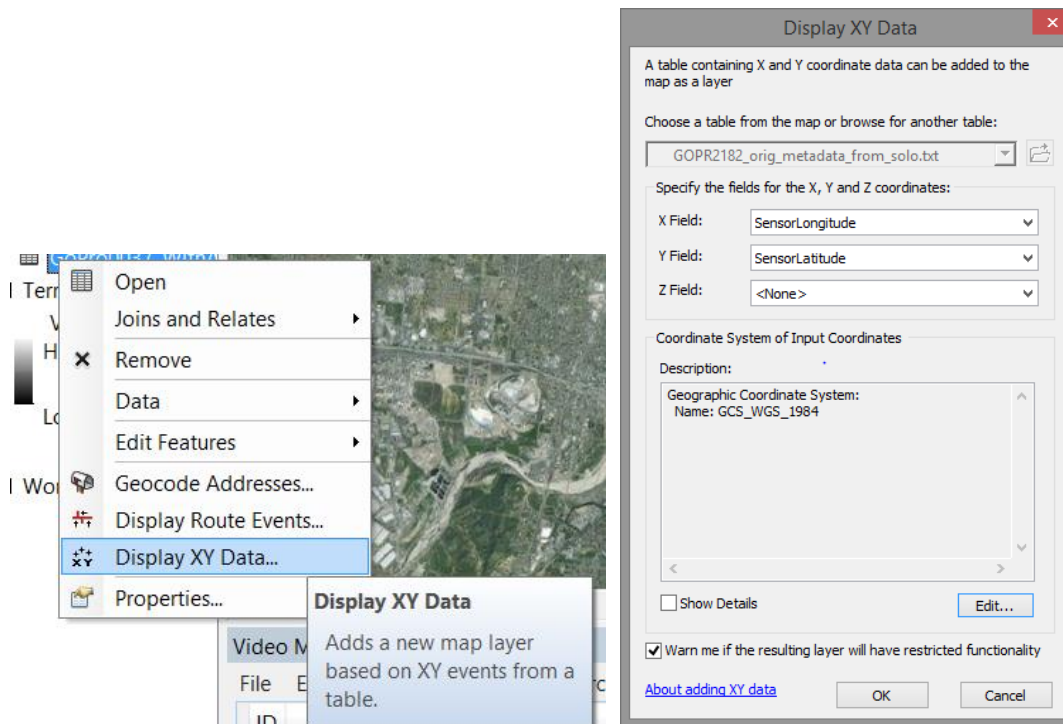 Terr
Lo
Wor
Open
Joins and Relates
Remove
Data
Edit Features
Geocode Addresses...
Display Route Events...
Display XY Data...
Properties...
Display XY Data
Adds a new map layer
based on XY events from a
table.
Video M
File E
ID
Display XY Data
A table containing X and Y coordinate data can be added to the
map as a layer
Choose a table from the map or browse for another table:
GOPR2182_orig_metadata_from_solo.txt
Specify the fields for the X, Y and Z coordinates:
X Field: SensorLongitude
Y Field: SensorLatitude
Z Field: <None>
Coordinate System of Input Coordinates
Description:
Geographic Coordinate System:
Name: GCS_WGS_1984
Show Details
Edit...
Warn me if the resulting layer will have restricted functionality
About adding XY data
OK
Cancel